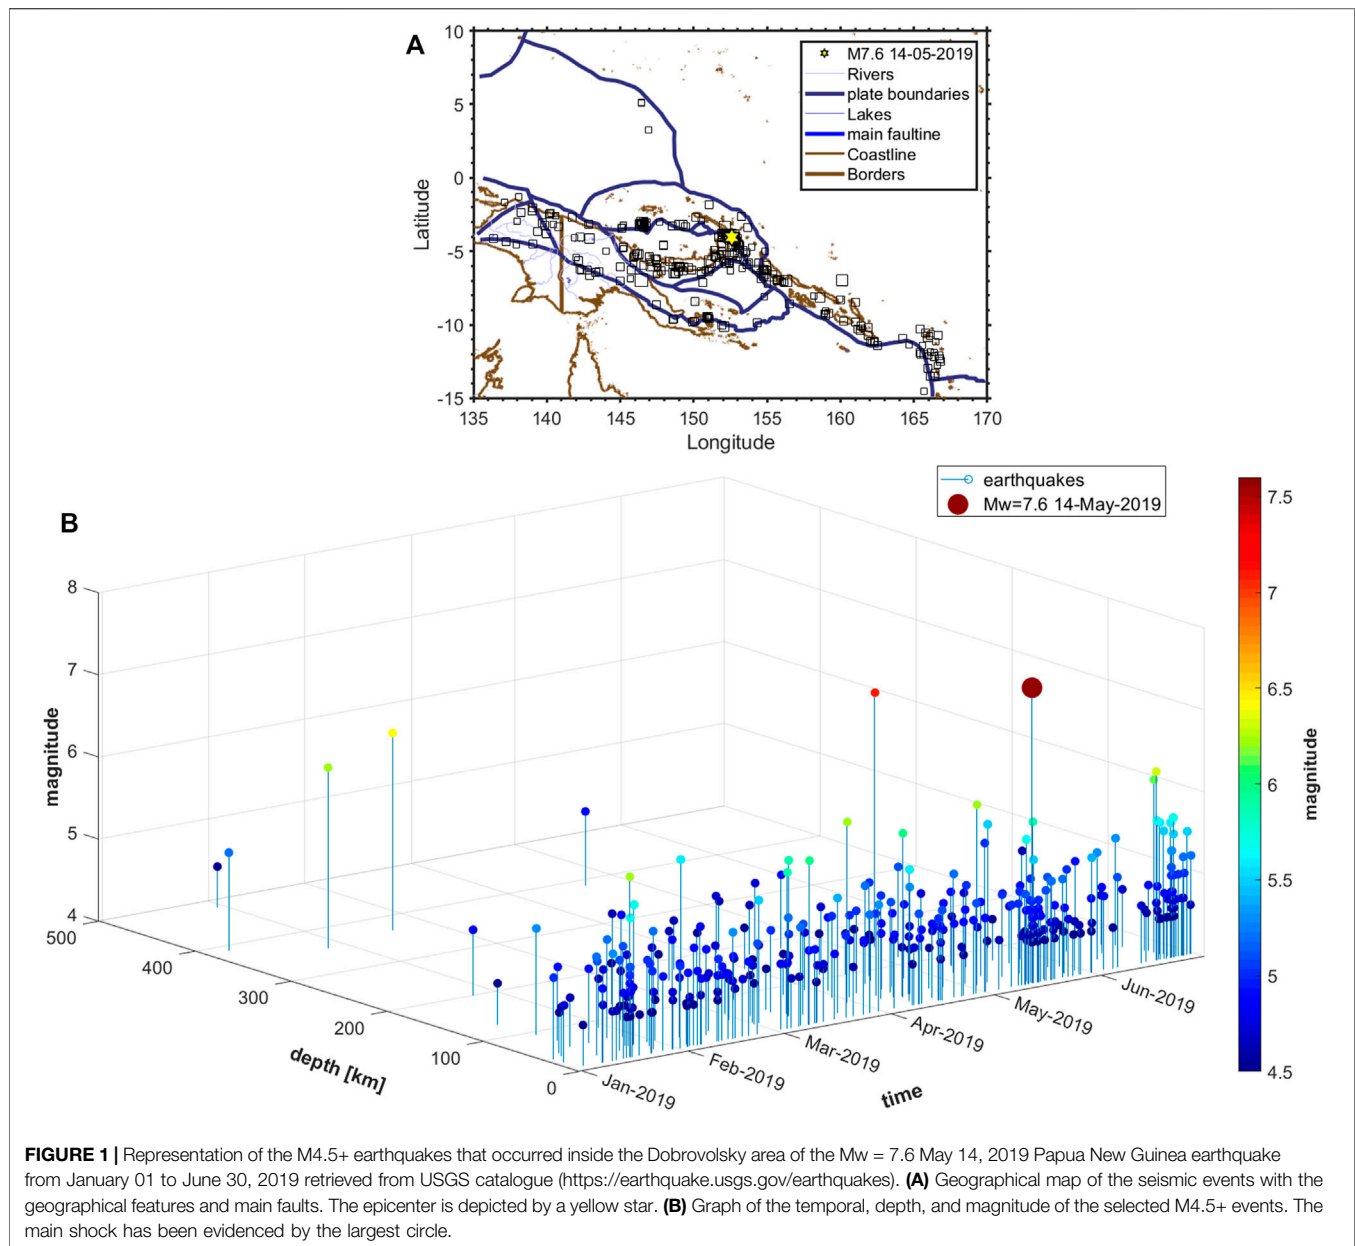 A
10
5
0
-5
-10
-15
Latitude
135 140 145 150 155 160 165 170
Longitude
M7.6 14-05-2019
Rivers
plate boundaries
Lakes
main faultine
Coastline
Borders
B
earthquakes
Mw=7.6 14-May-2019
8
7
6
5
4
magnitude
500
400
300
200
100
0
depth [km]
Jan-2019
Feb-2019
Mar-2019
Apr-2019
May-2019
Jun-2019
time
7.5
7
6.5
6
5.5
5
4.5
magnitude
FIGURE 1 | Representation of the M4.5+ earthquakes that occurred inside the Dobrovolsky area of the Mw = 7.6 May 14, 2019 Papua New Guinea earthquake
from January 01 to June 30, 2019 retrieved from USGS catalogue (https://earthquake.usgs.gov/earthquakes). (A) Geographical map of the seismic events with the
geographical features and main faults. The epicenter is depicted by a yellow star. (B) Graph of the temporal, depth, and magnitude of the selected M4.5+ events. The
main shock has been evidenced by the largest circle.